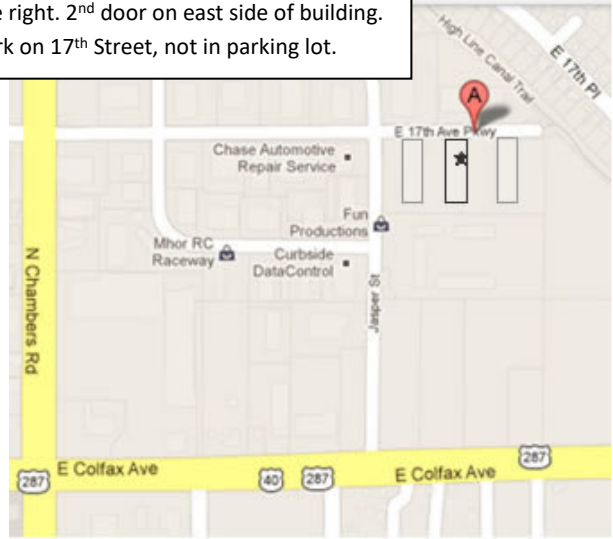 e right. 2nd door on east side of building.
rk on 17th Street, not in parking lot.
High Line Canal Trail
E 17th Pl
A
E 17th Ave Pkwy
Chase Automotive
Repair Service
Fun
Productions
Mhor RC
Raceway
Curbside
DataControl
N Chambers Rd
Jasper St
287
E Colfax Ave
40
287
E Colfax Ave
287